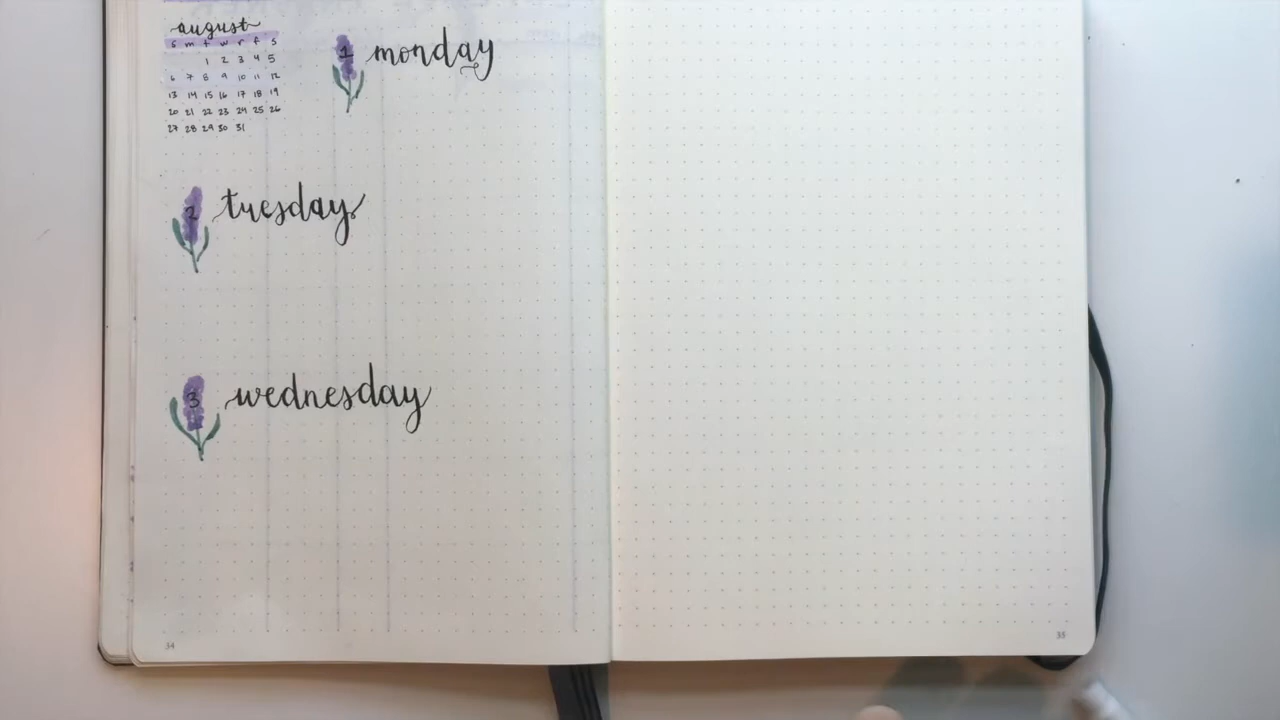 august
s m t w r f s
1 2 3 4 5
6 7 8 9 10 11 12
13 14 15 16 17 18 19
20 21 22 23 24 25 26
27 28 29 30 31
1 monday
2 tuesday
3 wednesday
34
35